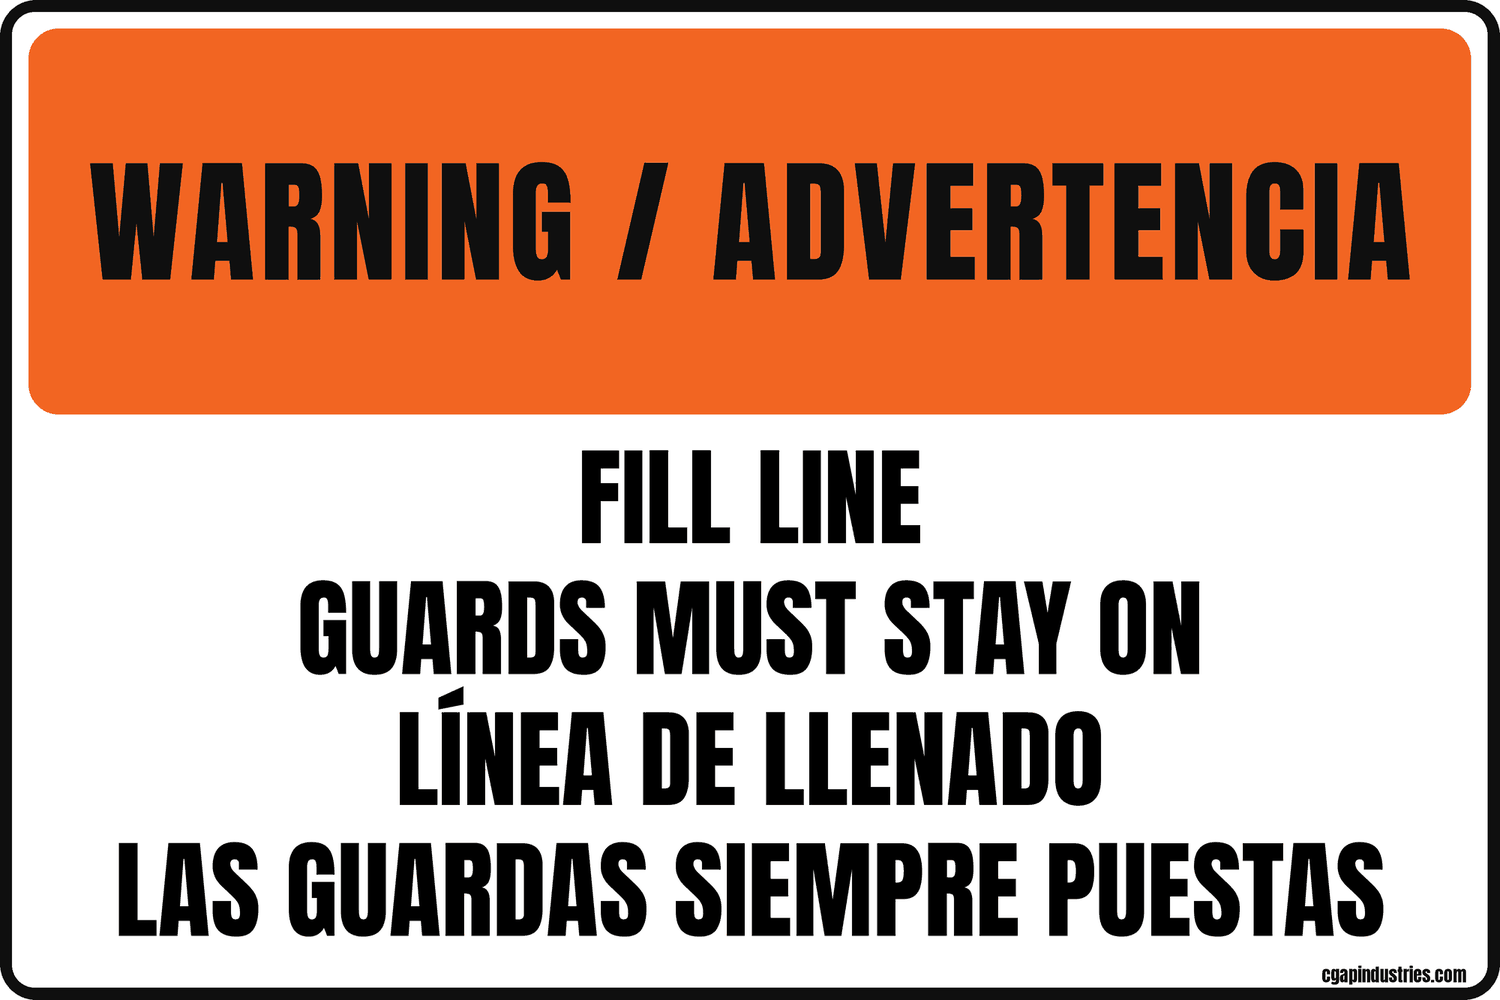 WARNING / ADVERTENCIA
FILL LINE
GUARDS MUST STAY ON
LÍNEA DE LLENADO
LAS GUARDAS SIEMPRE PUESTAS
cgapindustries.com